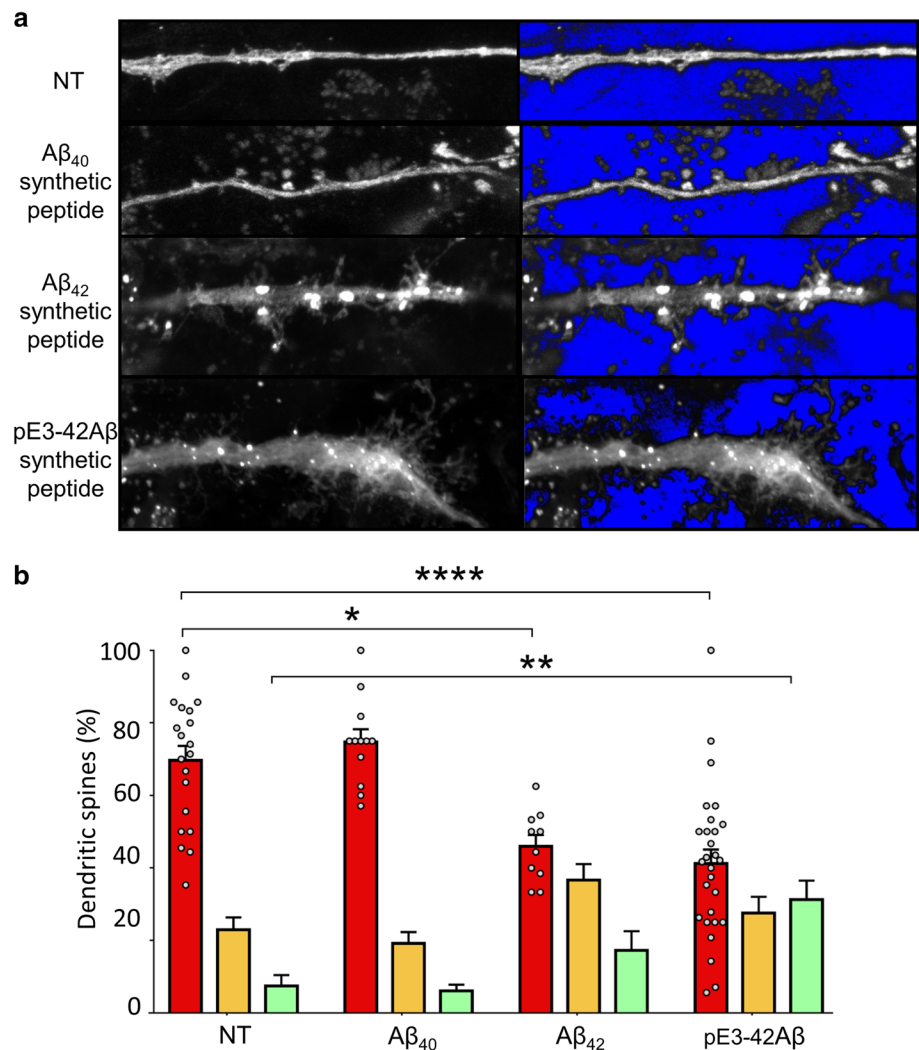 a
NT
Aβ₄₀
synthetic
peptide
Aβ₄₂
synthetic
peptide
pE3-42Aβ
synthetic
peptide
b
****
*
**
Dendritic spines (%)
100
80
60
40
20
0
NT
Aβ₄₀
Aβ₄₂
pE3-42Aβ